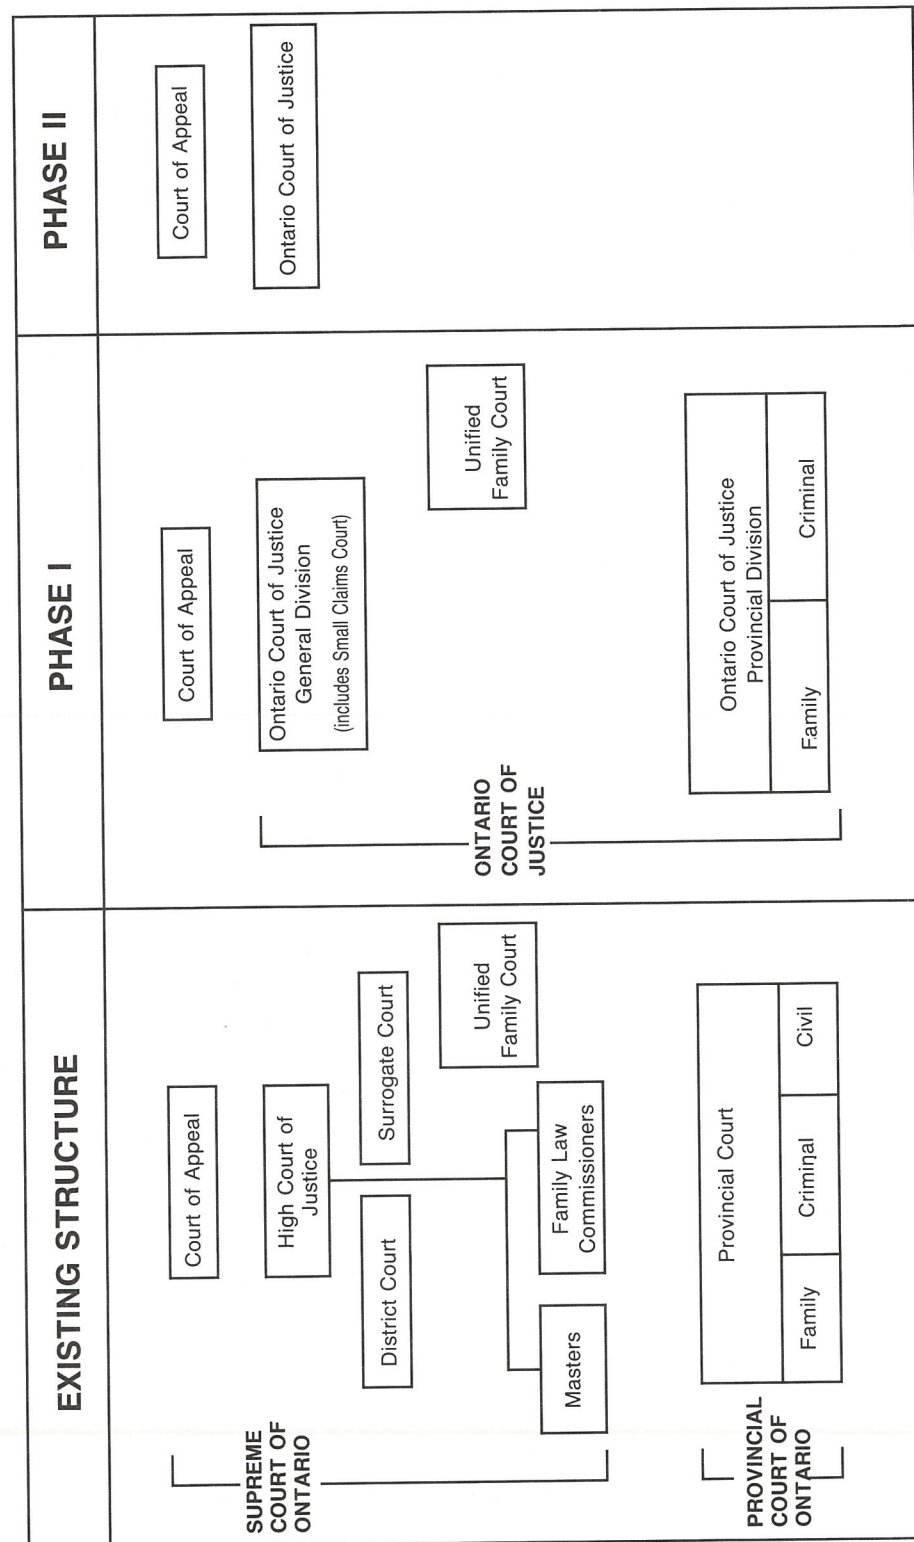 EXISTING STRUCTURE
SUPREME
COURT OF
ONTARIO
Court of Appeal
High Court of
Justice
District Court
Surrogate Court
Unified
Family Court
Masters
Family Law
Commissioners
PROVINCIAL
COURT OF
ONTARIO
Provincial Court
Family
Criminal
Civil
PHASE I
Court of Appeal
Ontario Court of Justice
General Division
(includes Small Claims Court)
ONTARIO
COURT OF
JUSTICE
Unified
Family Court
Ontario Court of Justice
Provincial Division
Family
Criminal
PHASE II
Court of Appeal
Ontario Court of Justice